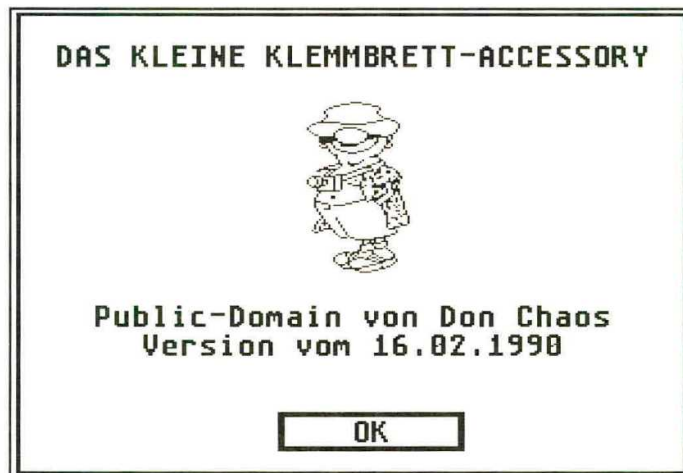 DAS KLEINE KLEMMBRETT-ACCESSORY
Public-Domain von Don Chaos
Version vom 16.02.1990
OK